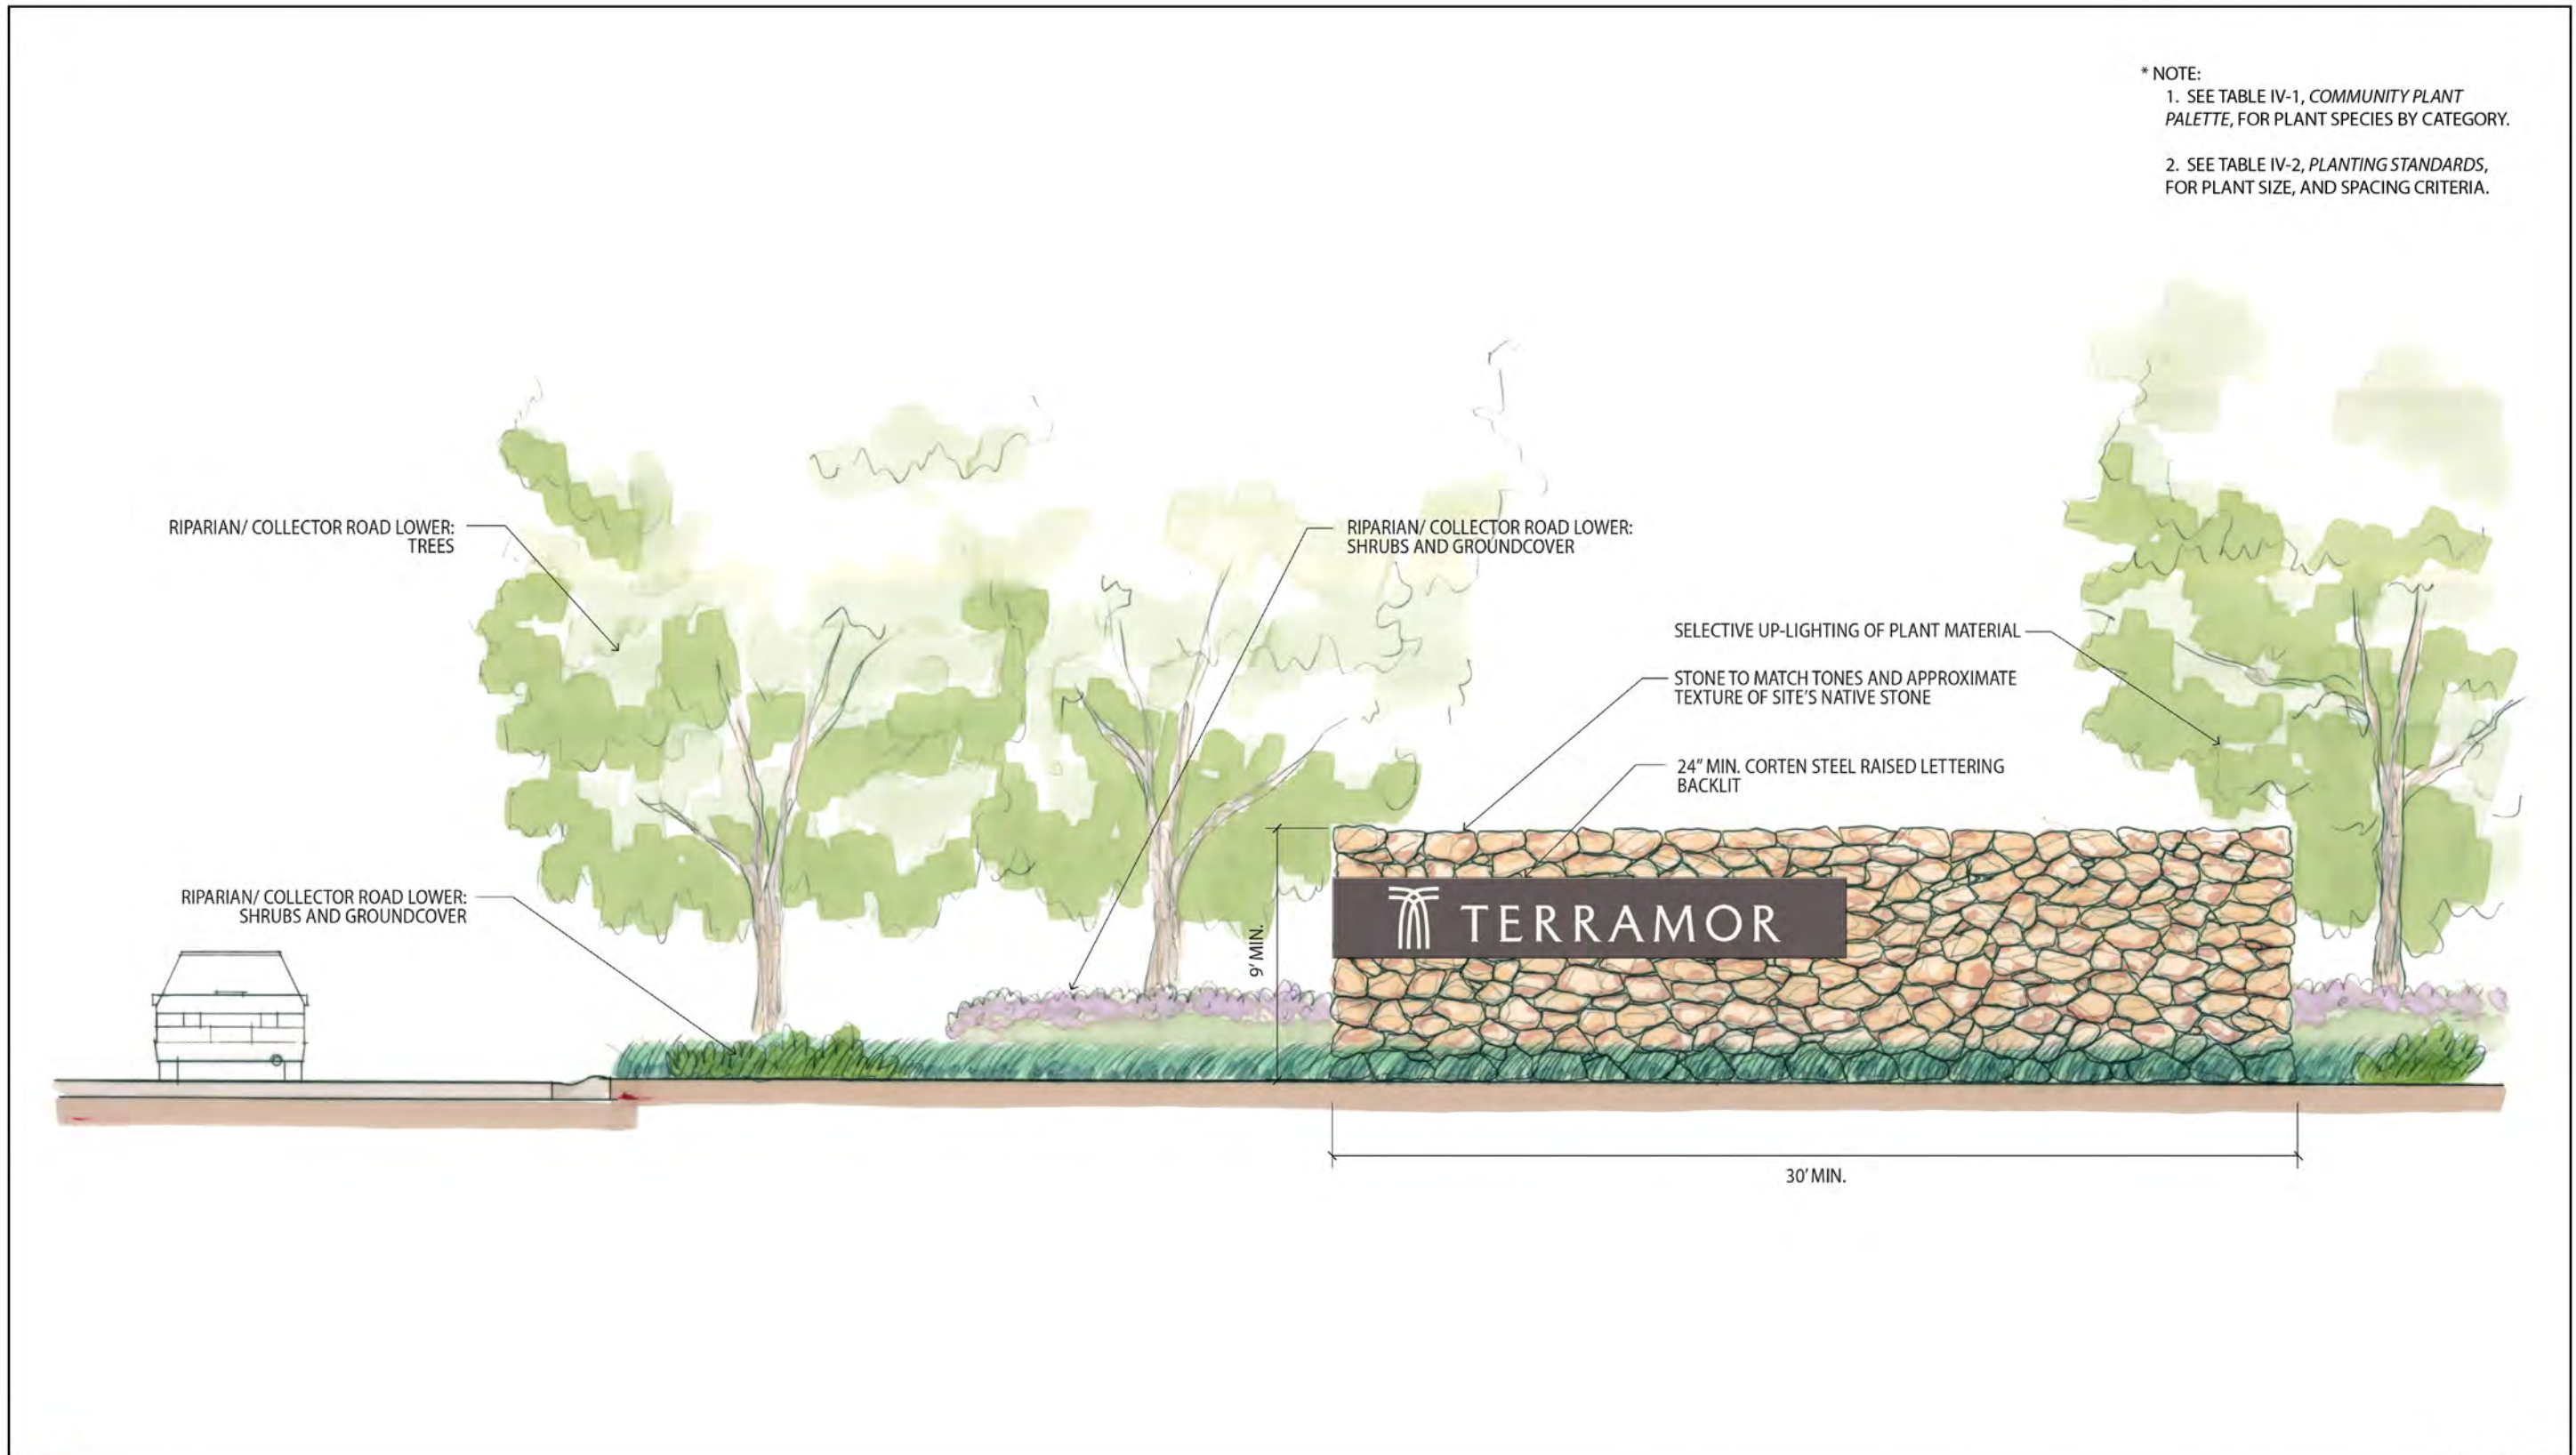 * NOTE:
1. SEE TABLE IV-1, COMMUNITY PLANT
PALETTE, FOR PLANT SPECIES BY CATEGORY.
2. SEE TABLE IV-2, PLANTING STANDARDS,
FOR PLANT SIZE, AND SPACING CRITERIA.
RIPARIAN/ COLLECTOR ROAD LOWER:
TREES
RIPARIAN/ COLLECTOR ROAD LOWER:
SHRUBS AND GROUNDCOVER
SELECTIVE UP-LIGHTING OF PLANT MATERIAL
STONE TO MATCH TONES AND APPROXIMATE
TEXTURE OF SITE'S NATIVE STONE
24" MIN. CORTEN STEEL RAISED LETTERING
BACKLIT
RIPARIAN/ COLLECTOR ROAD LOWER:
SHRUBS AND GROUNDCOVER
9' MIN.
TERRAMOR
30' MIN.